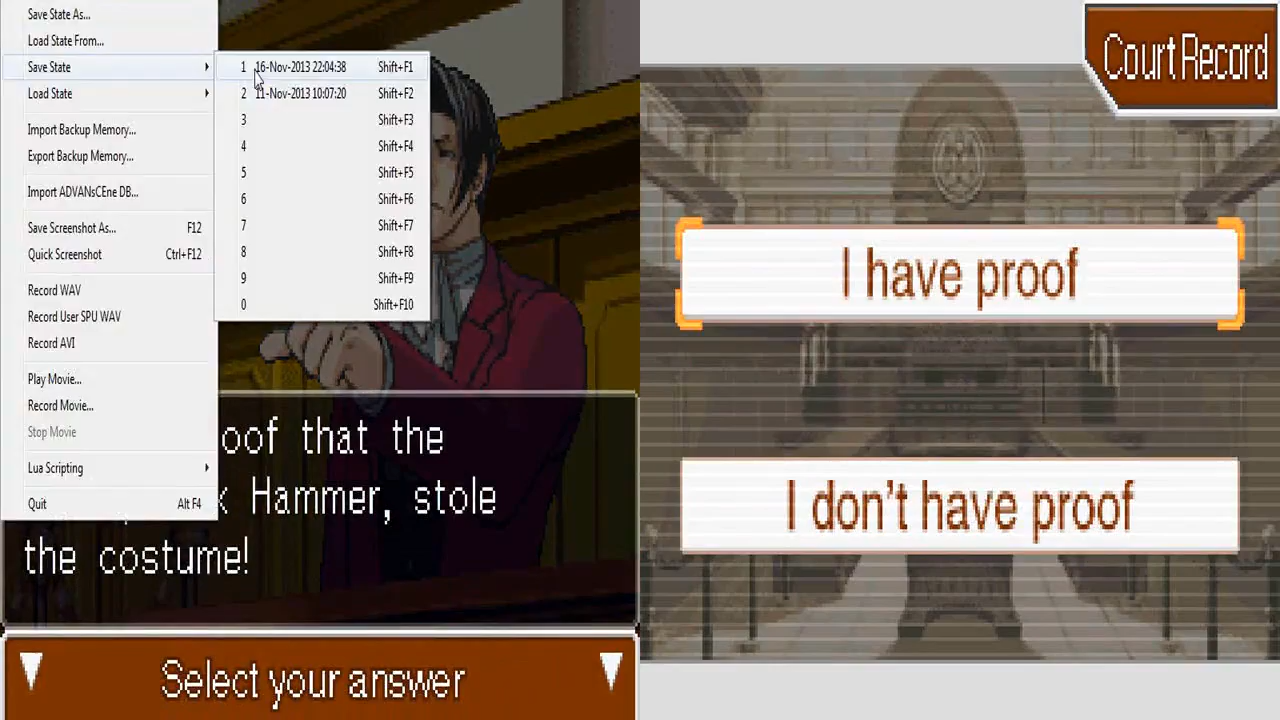 Save State As...
Load State From...
Save State
Load State
Import Backup Memory...
Export Backup Memory...
Import ADVANsCEne DB...
Save Screenshot As... F12
Quick Screenshot Ctrl+F12
Record WAV
Record User SPU WAV
Record AVI
Play Movie...
Record Movie...
Stop Movie
Lua Scripting
Quit Alt F4
1 16-Nov-2013 22:04:38 Shift+F1
2 11-Nov-2013 10:07:20 Shift+F2
3 Shift+F3
4 Shift+F4
5 Shift+F5
6 Shift+F6
7 Shift+F7
8 Shift+F8
9 Shift+F9
0 Shift+F10
oof that the
Hammer, stole
the costume!
Select your answer
Court Record
I have proof
I don't have proof